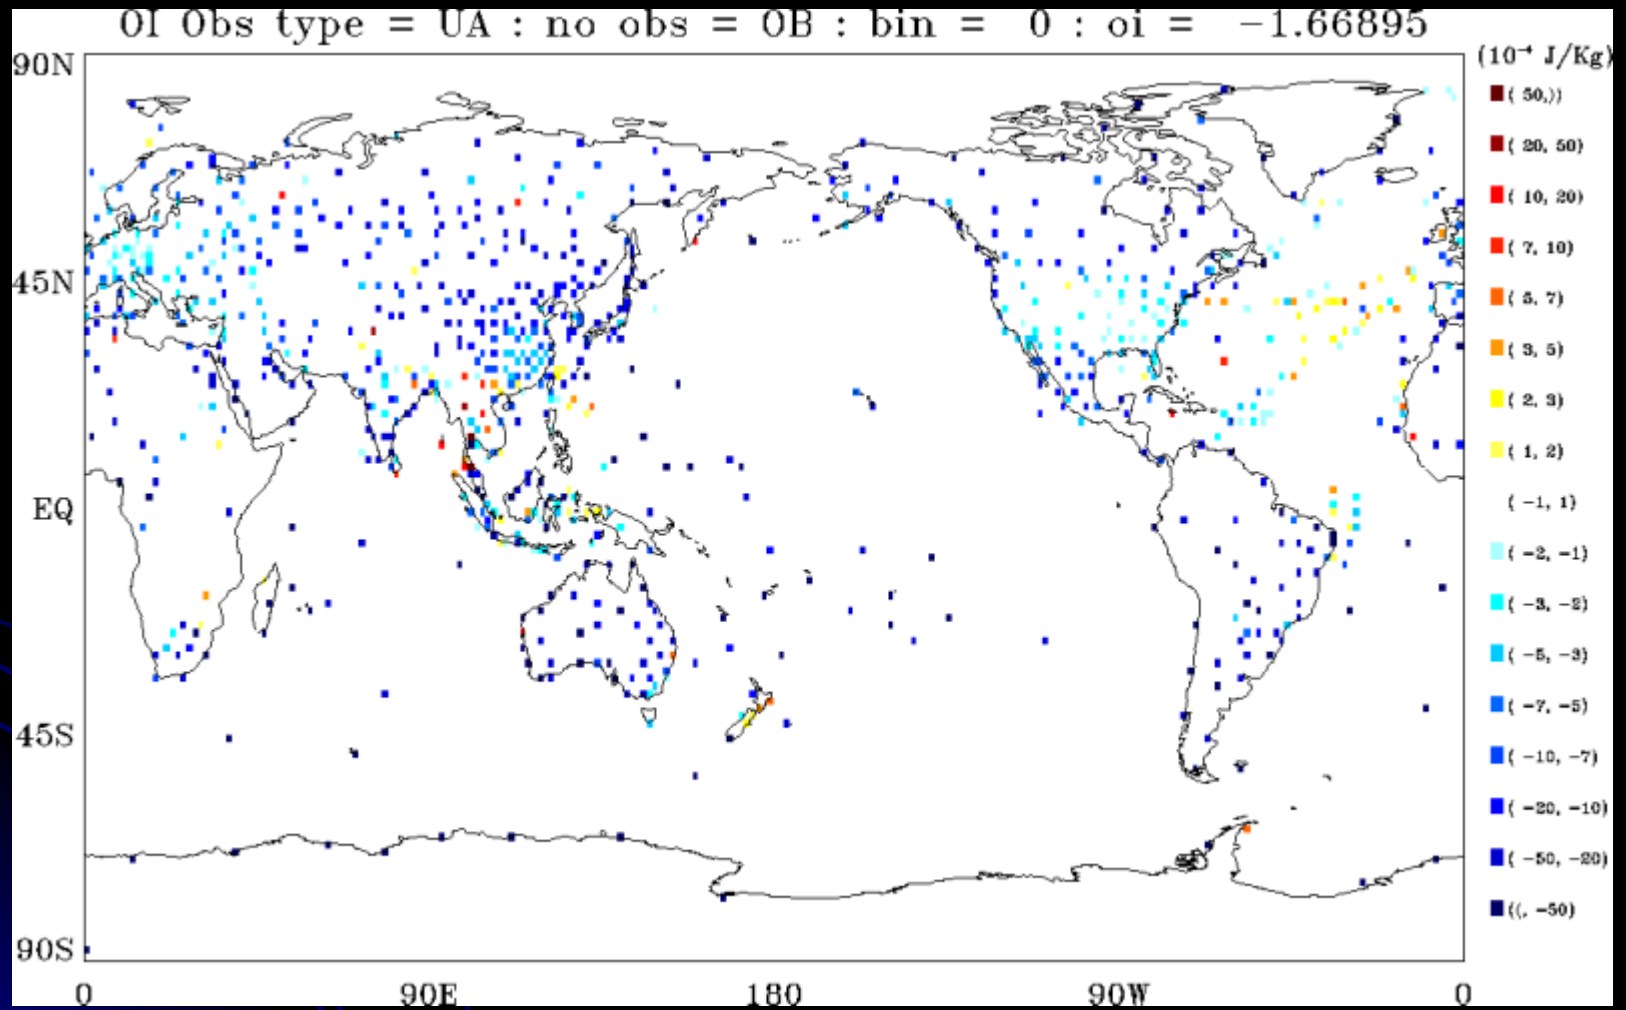 OI Obs type = UA : no obs = OB : bin = 0 : oi = -1.66895
(10⁻⁴ J/Kg)
90N
45N
EQ
45S
90S
0 90E 180 90W 0
( 50,))
( 20, 50)
( 10, 20)
( 7, 10)
( 5, 7)
( 3, 5)
( 2, 3)
( 1, 2)
( -1, 1)
( -2, -1)
( -3, -2)
( -5, -3)
( -7, -5)
( -10, -7)
( -20, -10)
( -50, -20)
((, -50)